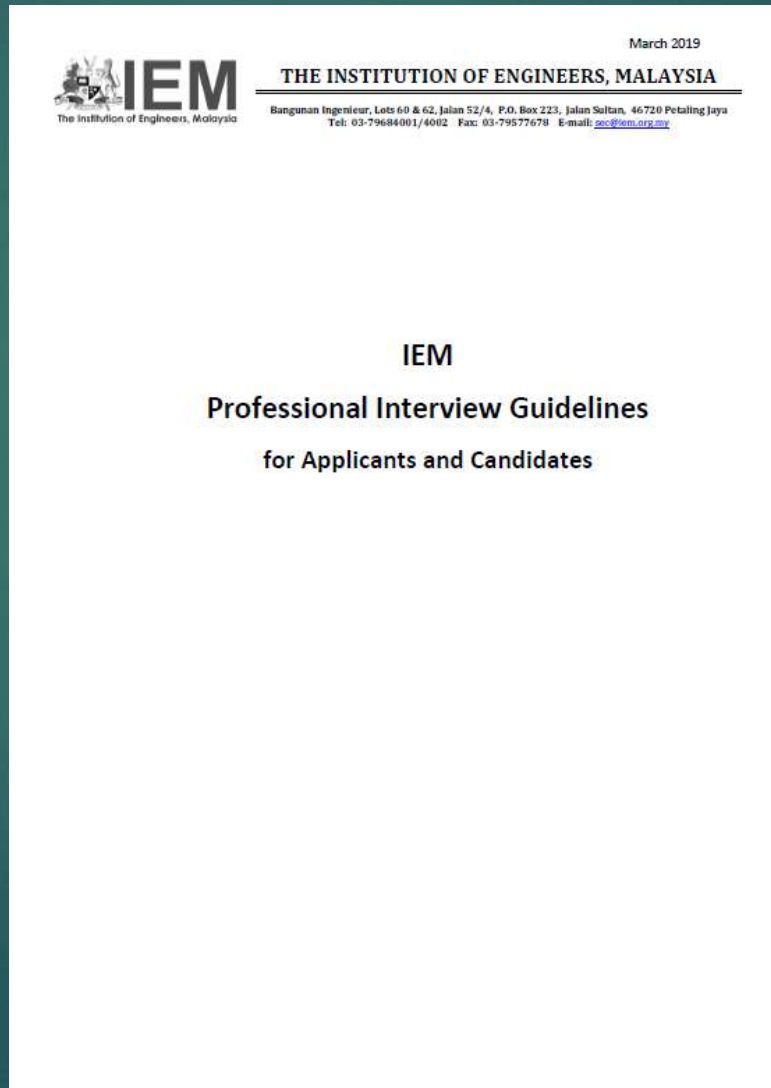 March 2019
IEM
The Institution of Engineers, Malaysia
THE INSTITUTION OF ENGINEERS, MALAYSIA
Bangunan Ingenieur, Lots 60 & 62, Jalan 52/4, P.O. Box 223, Jalan Sultan, 46720 Petaling Jaya
Tel: 03-79684001/4002 Fax: 03-79577678 E-mail: sec@iem.org.my
IEM
Professional Interview Guidelines
for Applicants and Candidates